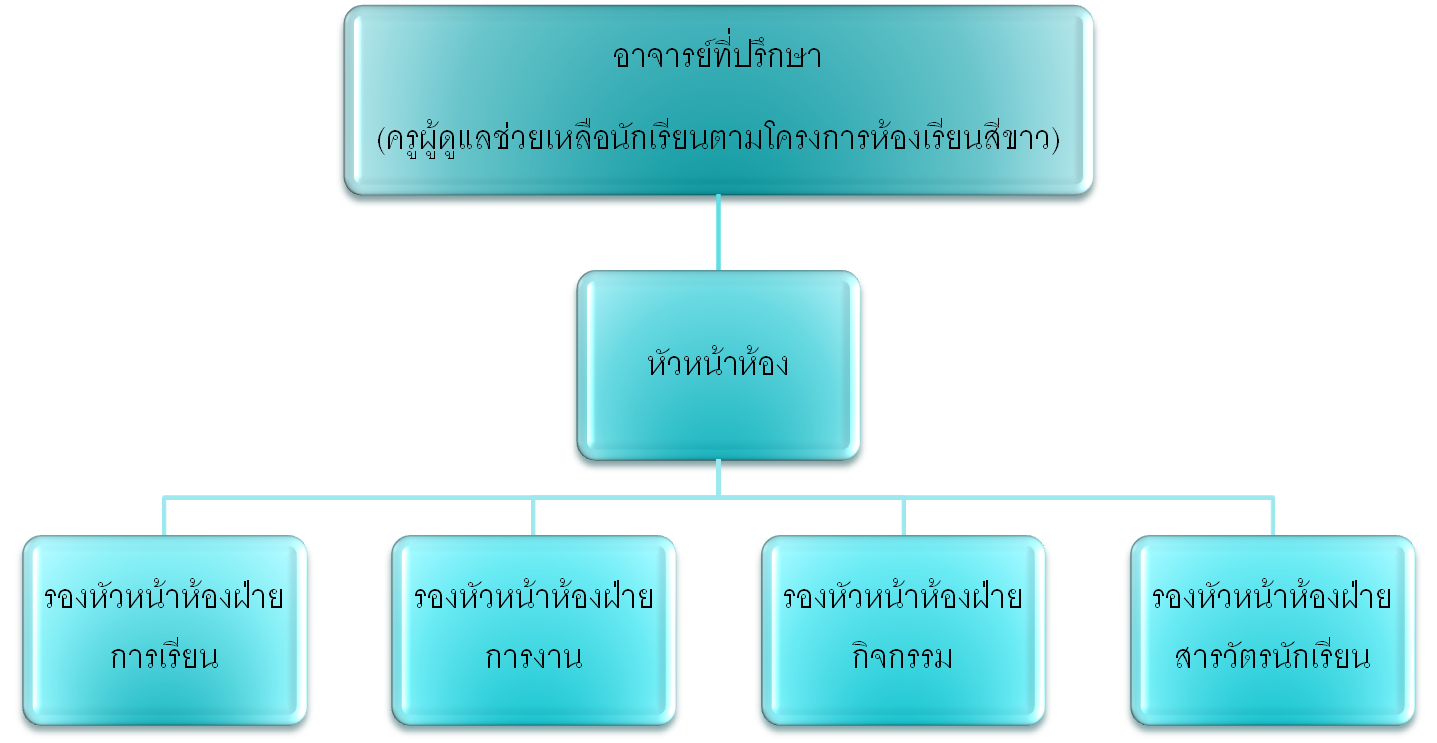 อาจารย์ที่ปรึกษา
(ครูผู้ดูแลช่วยเหลือนักเรียนตามโครงการห้องเรียนสีขาว)
หัวหน้าห้อง
รองหัวหน้าห้องฝ่าย
การเรียน
รองหัวหน้าห้องฝ่าย
การงาน
รองหัวหน้าห้องฝ่าย
กิจกรรม
รองหัวหน้าห้องฝ่าย
สารวัตรนักเรียน